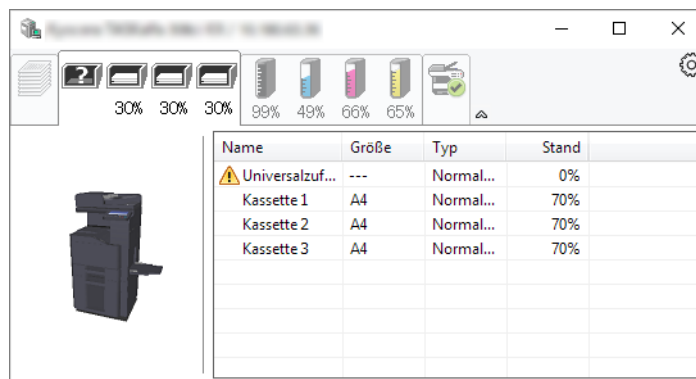 ?
30% 30% 30% 99% 49% 66% 65%
Name Größe Typ Stand
Universalzuf... --- Normal... 0%
Kassette 1 A4 Normal... 70%
Kassette 2 A4 Normal... 70%
Kassette 3 A4 Normal... 70%